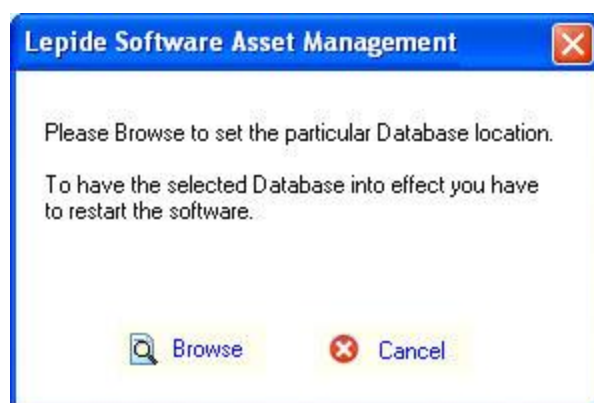 Lepide Software Asset Management
Please Browse to set the particular Database location.
To have the selected Database into effect you have
to restart the software.
Browse
Cancel